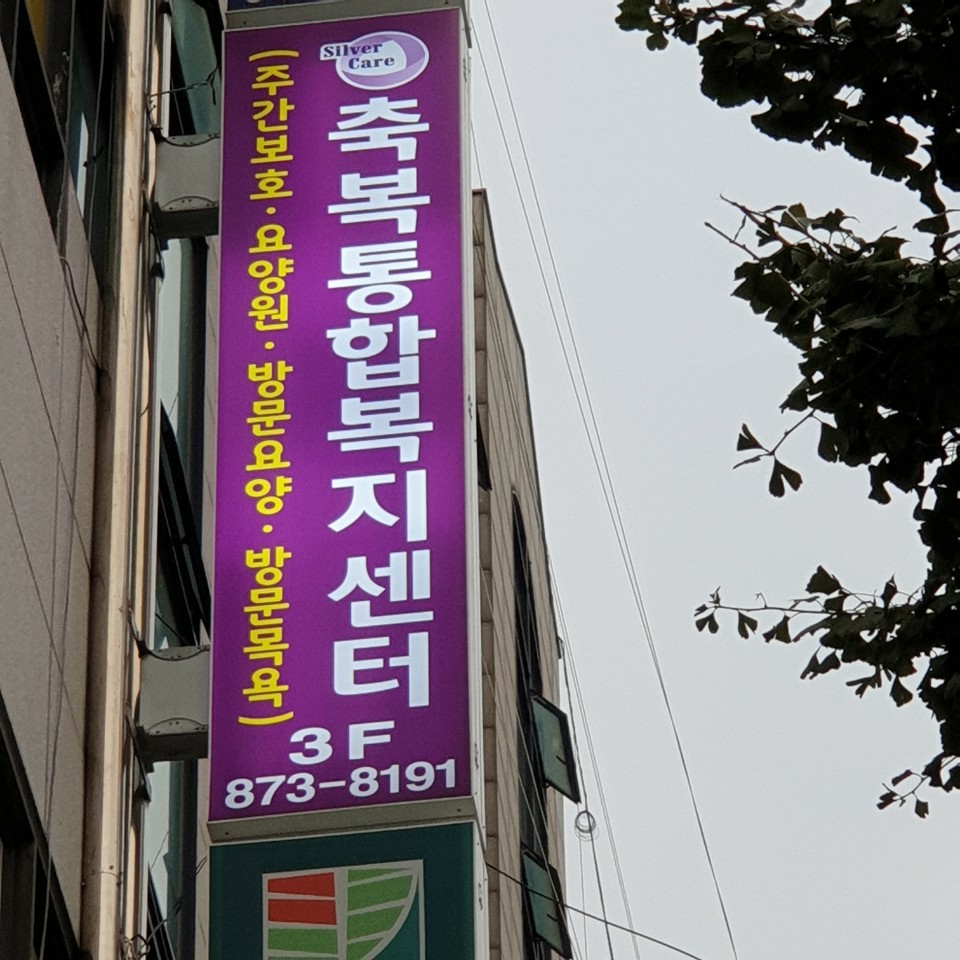 Silver
Care
축복통합복지센터
(주간보호·요양원·방문요양·방문목욕)
3F
873-8191